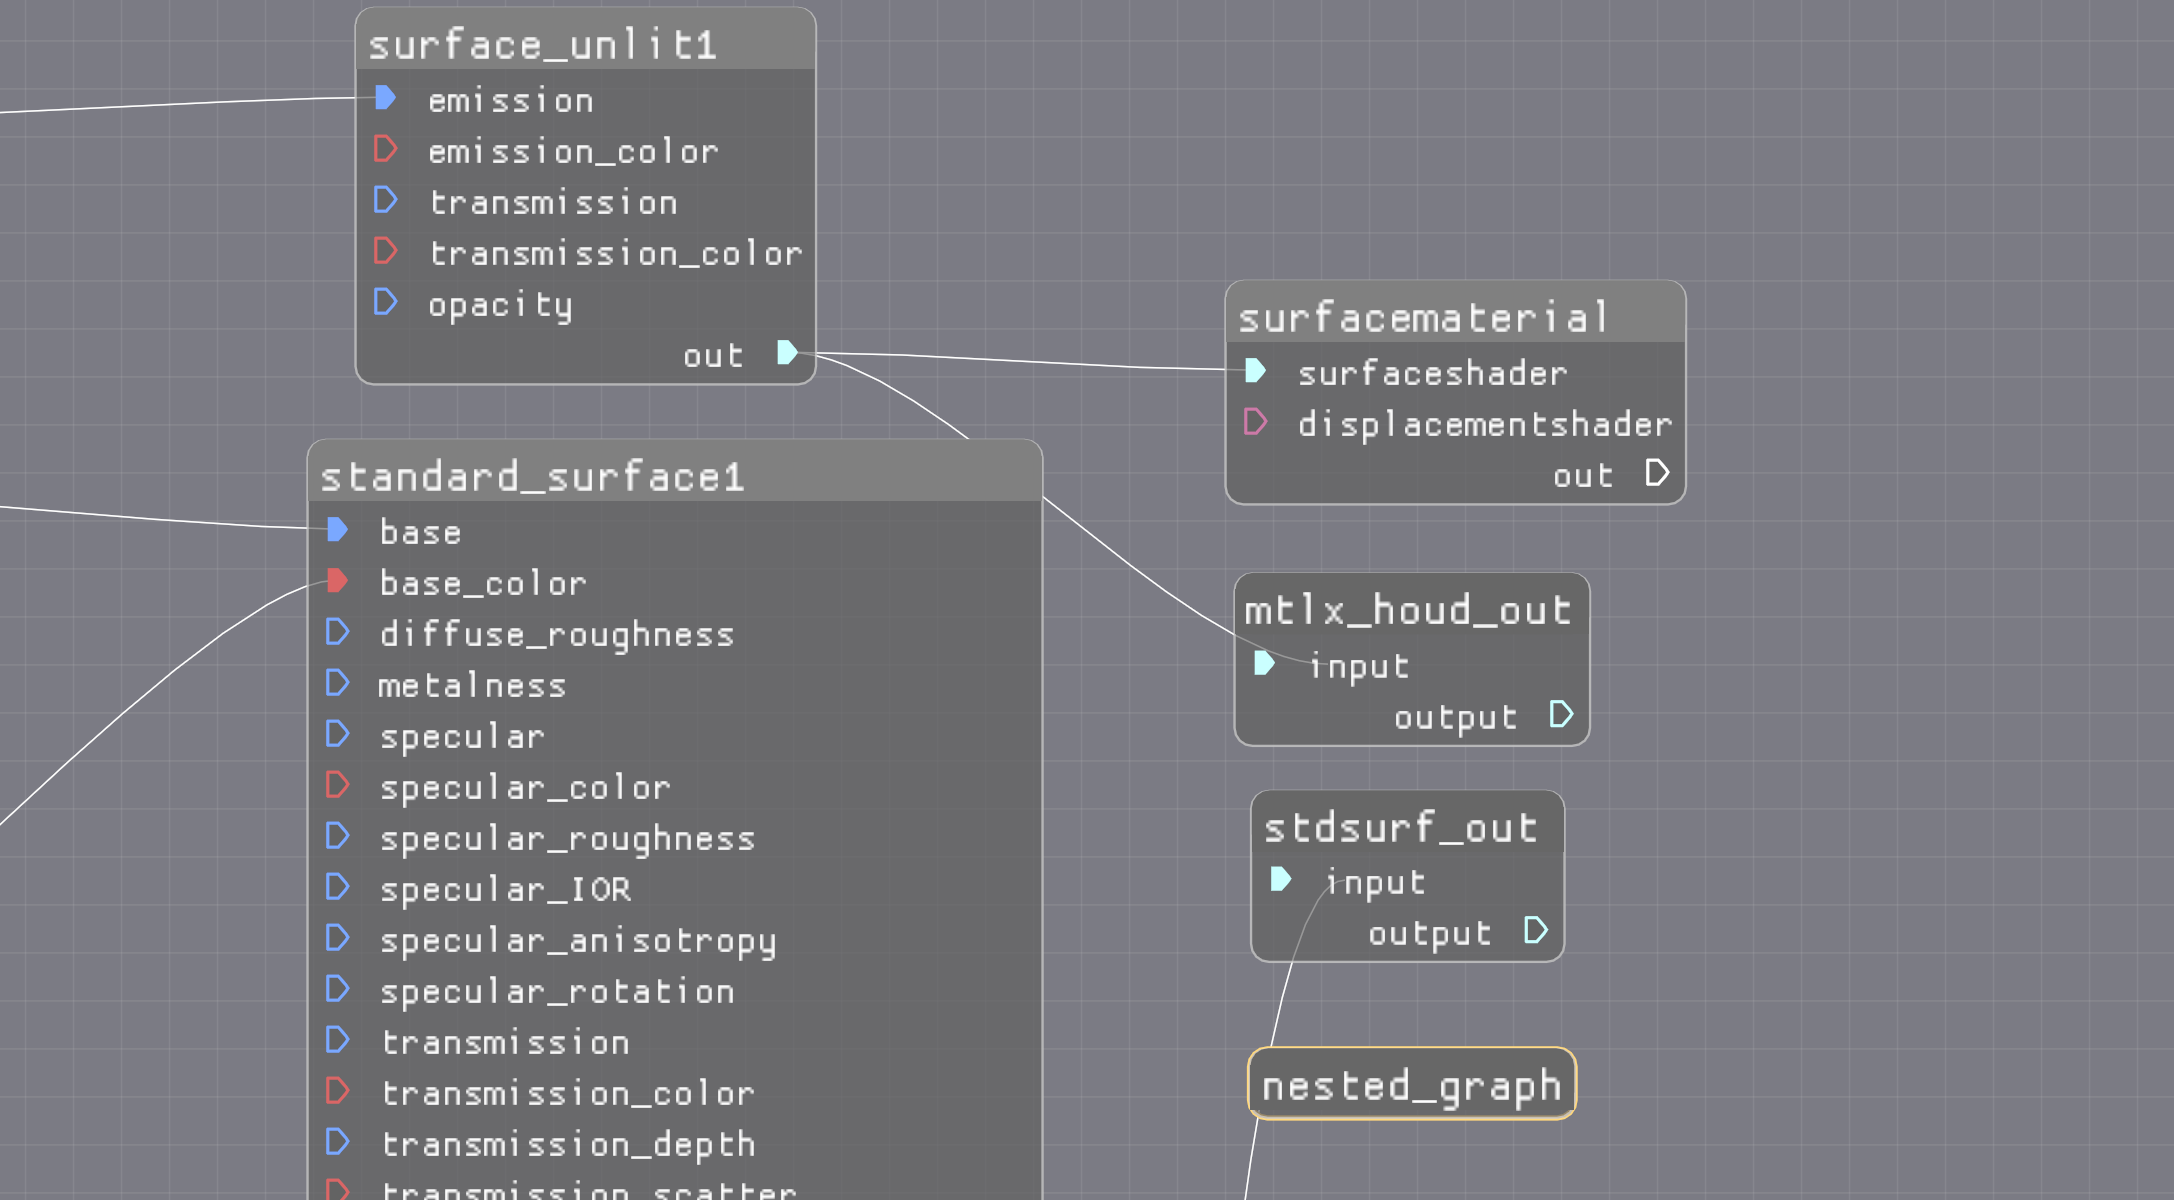 surface_unlit1
emission
emission_color
transmission
transmission_color
opacity
out
surfacematerial
surfaceshader
displacementshader
out
standard_surface1
base
base_color
diffuse_roughness
metalness
specular
specular_color
specular_roughness
specular_IOR
specular_anisotropy
specular_rotation
transmission
transmission_color
transmission_depth
transmission_scatter
mtlx_houd_out
input
output
stdsurf_out
input
output
nested_graph